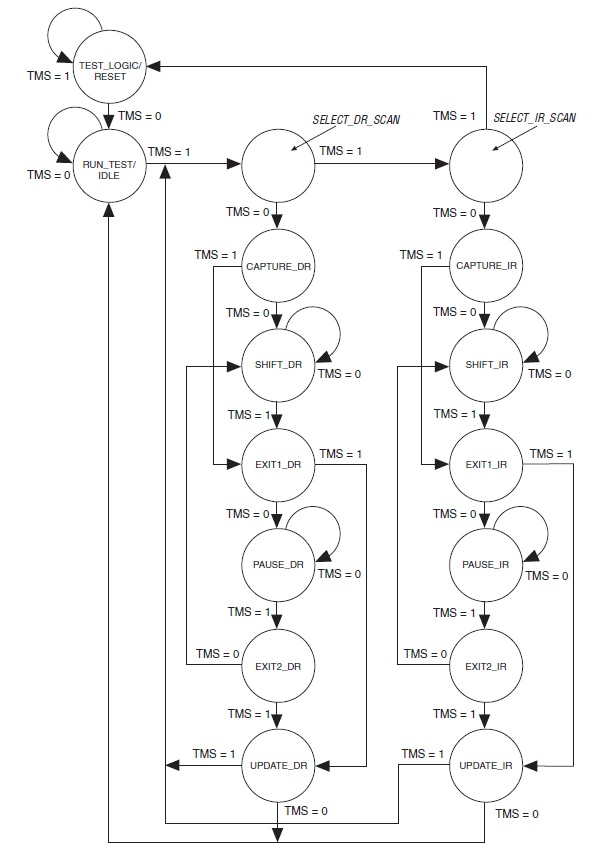 TEST_LOGIC/
RESET
TMS = 1
TMS = 0
SELECT_DR_SCAN
TMS = 1
SELECT_IR_SCAN
RUN_TEST/
IDLE
TMS = 1
TMS = 1
TMS = 0
TMS = 0
TMS = 0
TMS = 1
CAPTURE_DR
TMS = 1
CAPTURE_IR
TMS = 0
TMS = 0
SHIFT_DR
TMS = 0
SHIFT_IR
TMS = 0
TMS = 1
TMS = 1
EXIT1_DR
TMS = 1
EXIT1_IR
TMS = 1
TMS = 0
TMS = 0
PAUSE_DR
TMS = 0
PAUSE_IR
TMS = 0
TMS = 1
TMS = 1
TMS = 0
EXIT2_DR
TMS = 0
EXIT2_IR
TMS = 1
TMS = 1
TMS = 1
UPDATE_DR
TMS = 1
UPDATE_IR
TMS = 0
TMS = 0